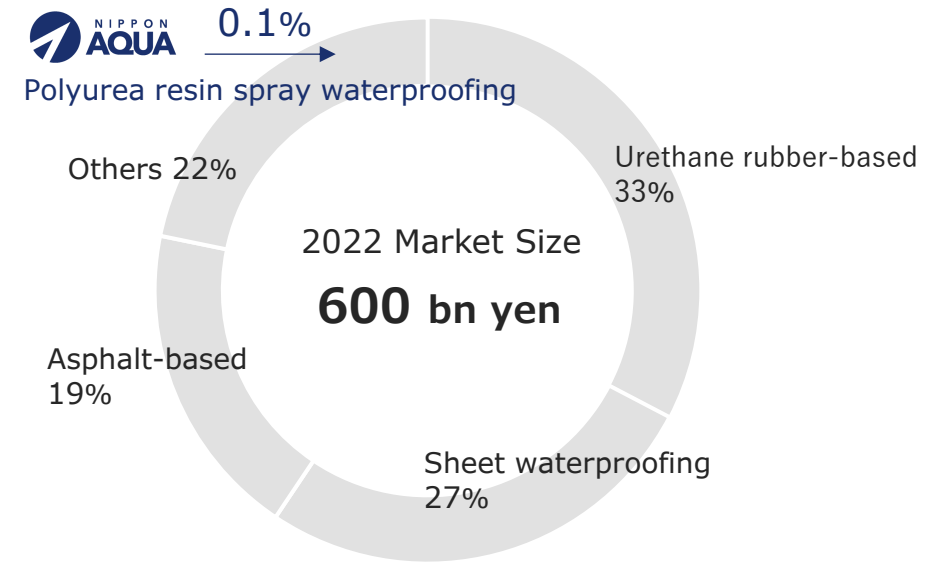 NIPPON
AQUA
0.1%
Polyurea resin spray waterproofing
Others 22%
Urethane rubber-based
33%
2022 Market Size
600 bn yen
Asphalt-based
19%
Sheet waterproofing
27%